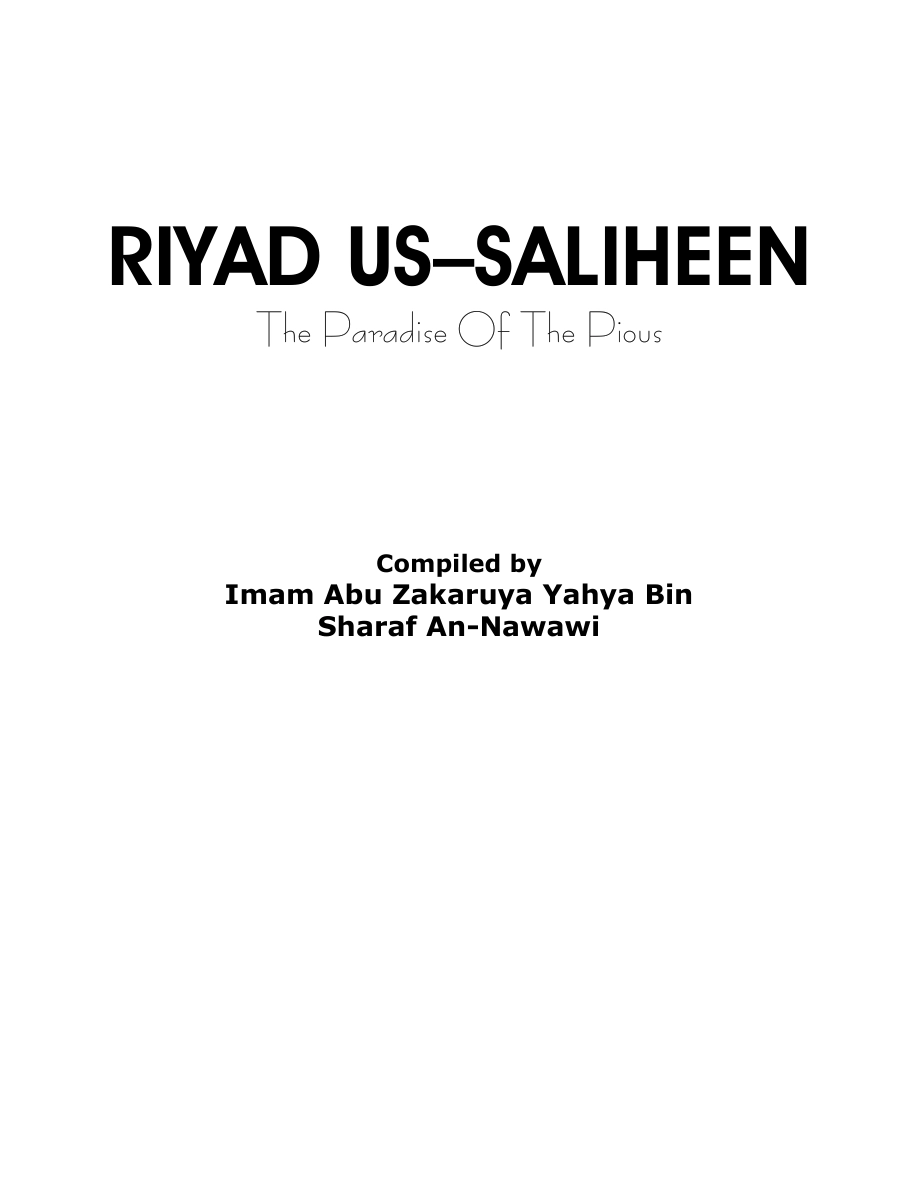 RIYAD US–SALIHEEN
The Paradise Of The Pious
Compiled by
Imam Abu Zakaruya Yahya Bin
Sharaf An-Nawawi